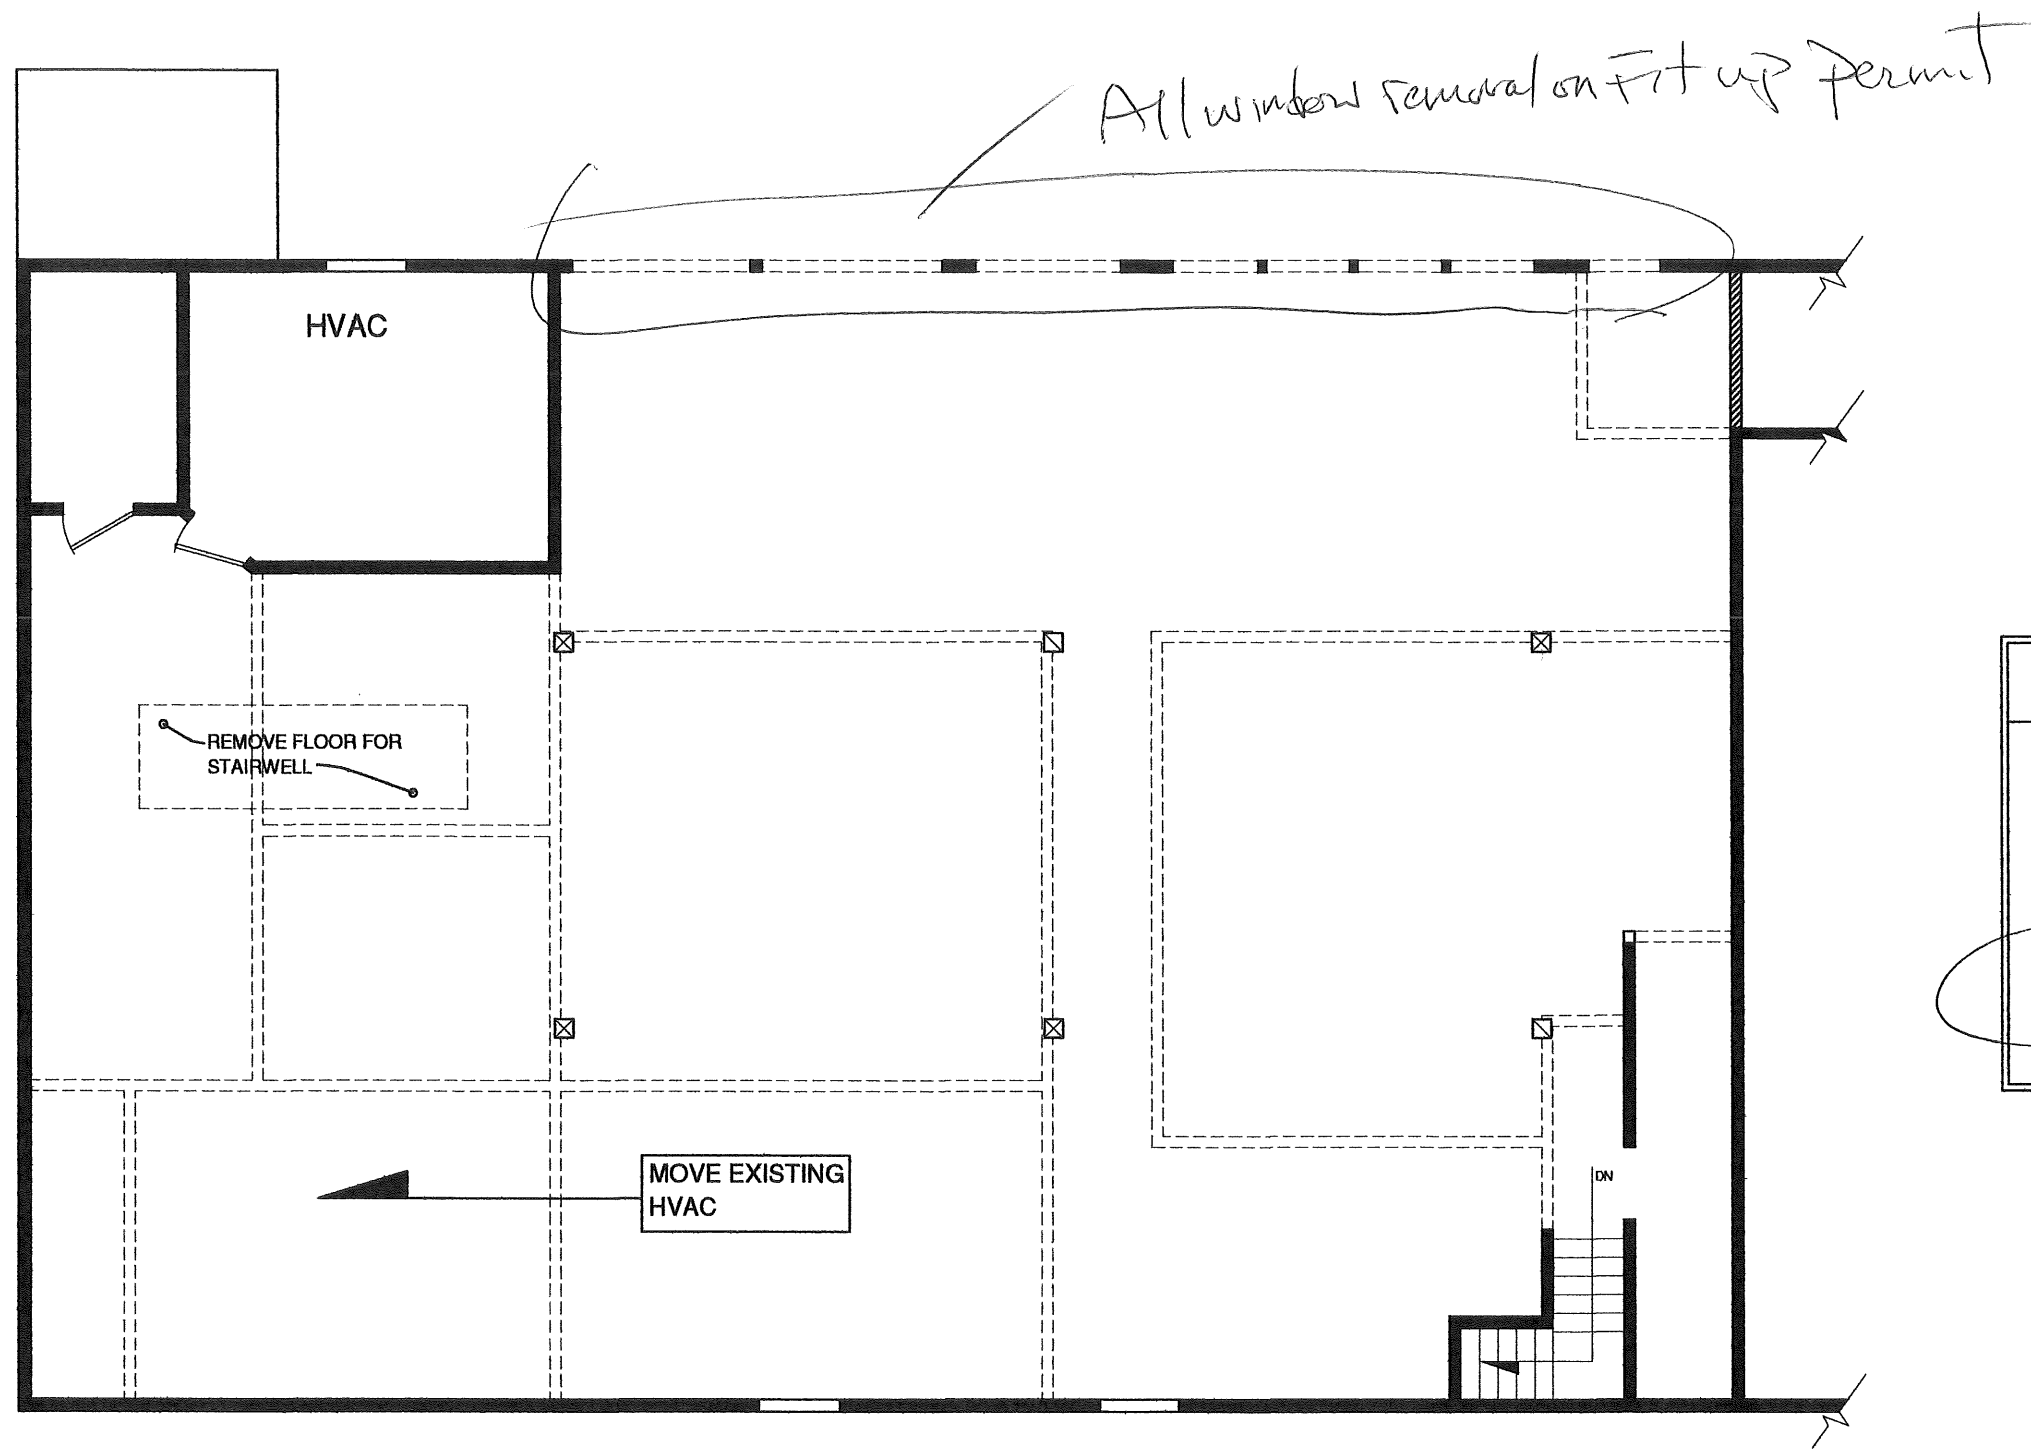 All window removal on Fit up Permit
HVAC
REMOVE FLOOR FOR
STAIRWELL
MOVE EXISTING
HVAC
DN